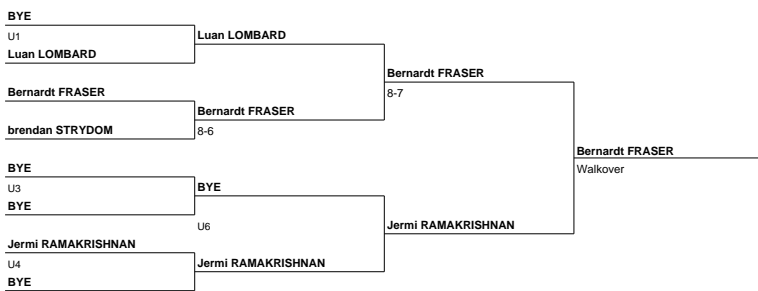 BYE
U1
Luan LOMBARD
Luan LOMBARD
Bernardt FRASER
8-7
Bernardt FRASER
Bernardt FRASER
8-6
brendan STRYDOM
Bernardt FRASER
Walkover
BYE
U3
BYE
BYE
U6
Jermi RAMAKRISHNAN
Jermi RAMAKRISHNAN
U4
Jermi RAMAKRISHNAN
BYE